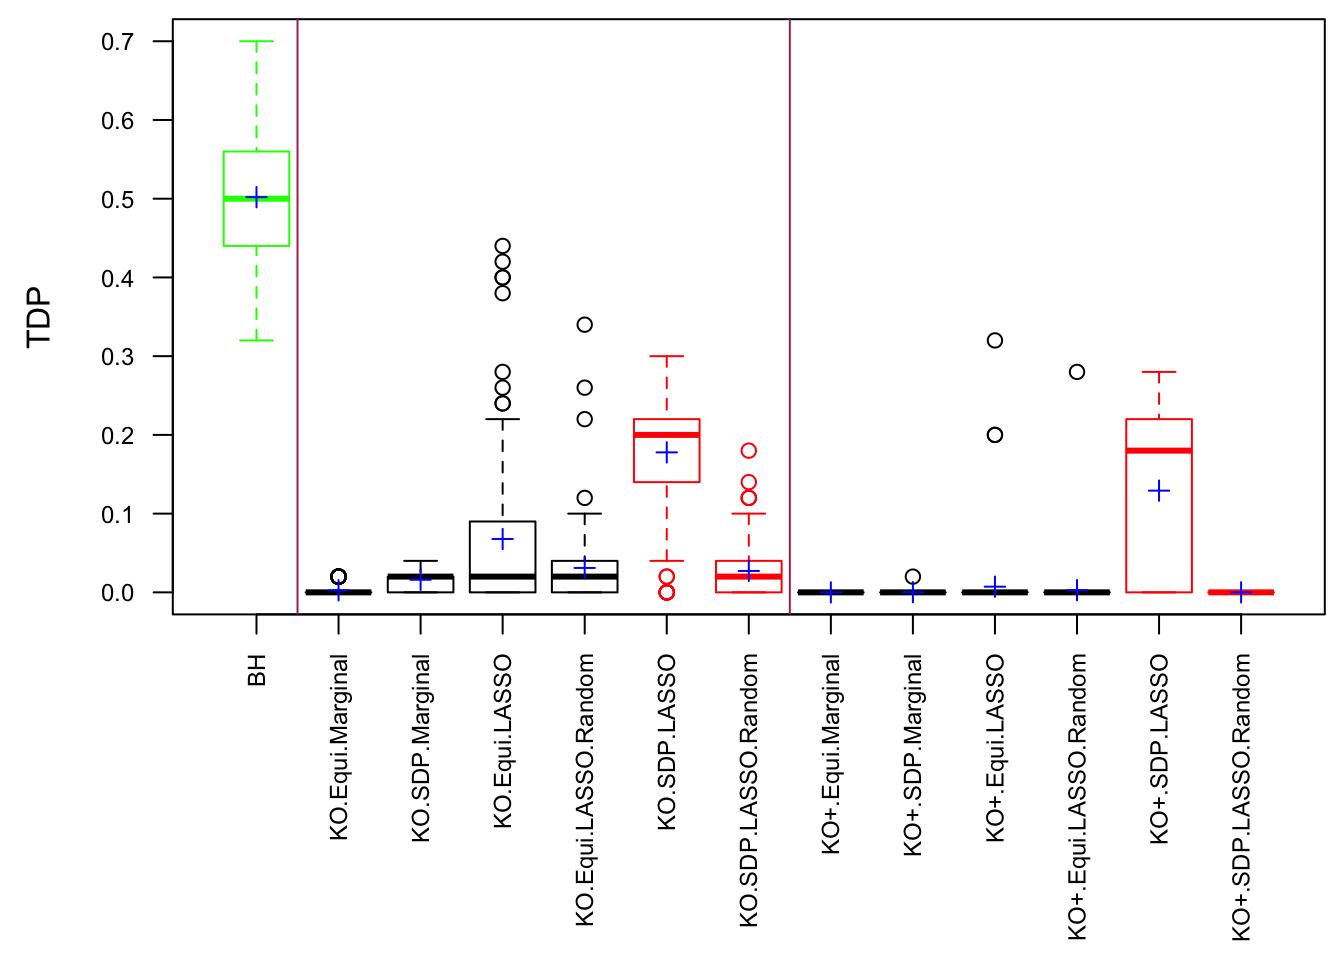 TDP
0.7
0.6
0.5
0.4
0.3
0.2
0.1
0.0
BH
KO.Equi.Marginal
KO.SDP.Marginal
KO.Equi.LASSO
KO.Equi.LASSO.Random
KO.SDP.LASSO
KO.SDP.LASSO.Random
KO+.Equi.Marginal
KO+.SDP.Marginal
KO+.Equi.LASSO
KO+.Equi.LASSO.Random
KO+.SDP.LASSO
KO+.SDP.LASSO.Random